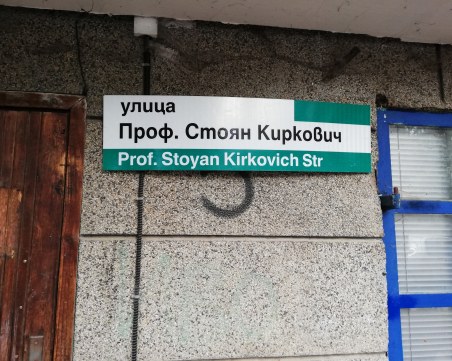 улица
Проф. Стоян Киркович
Prof. Stoyan Kirkovich Str